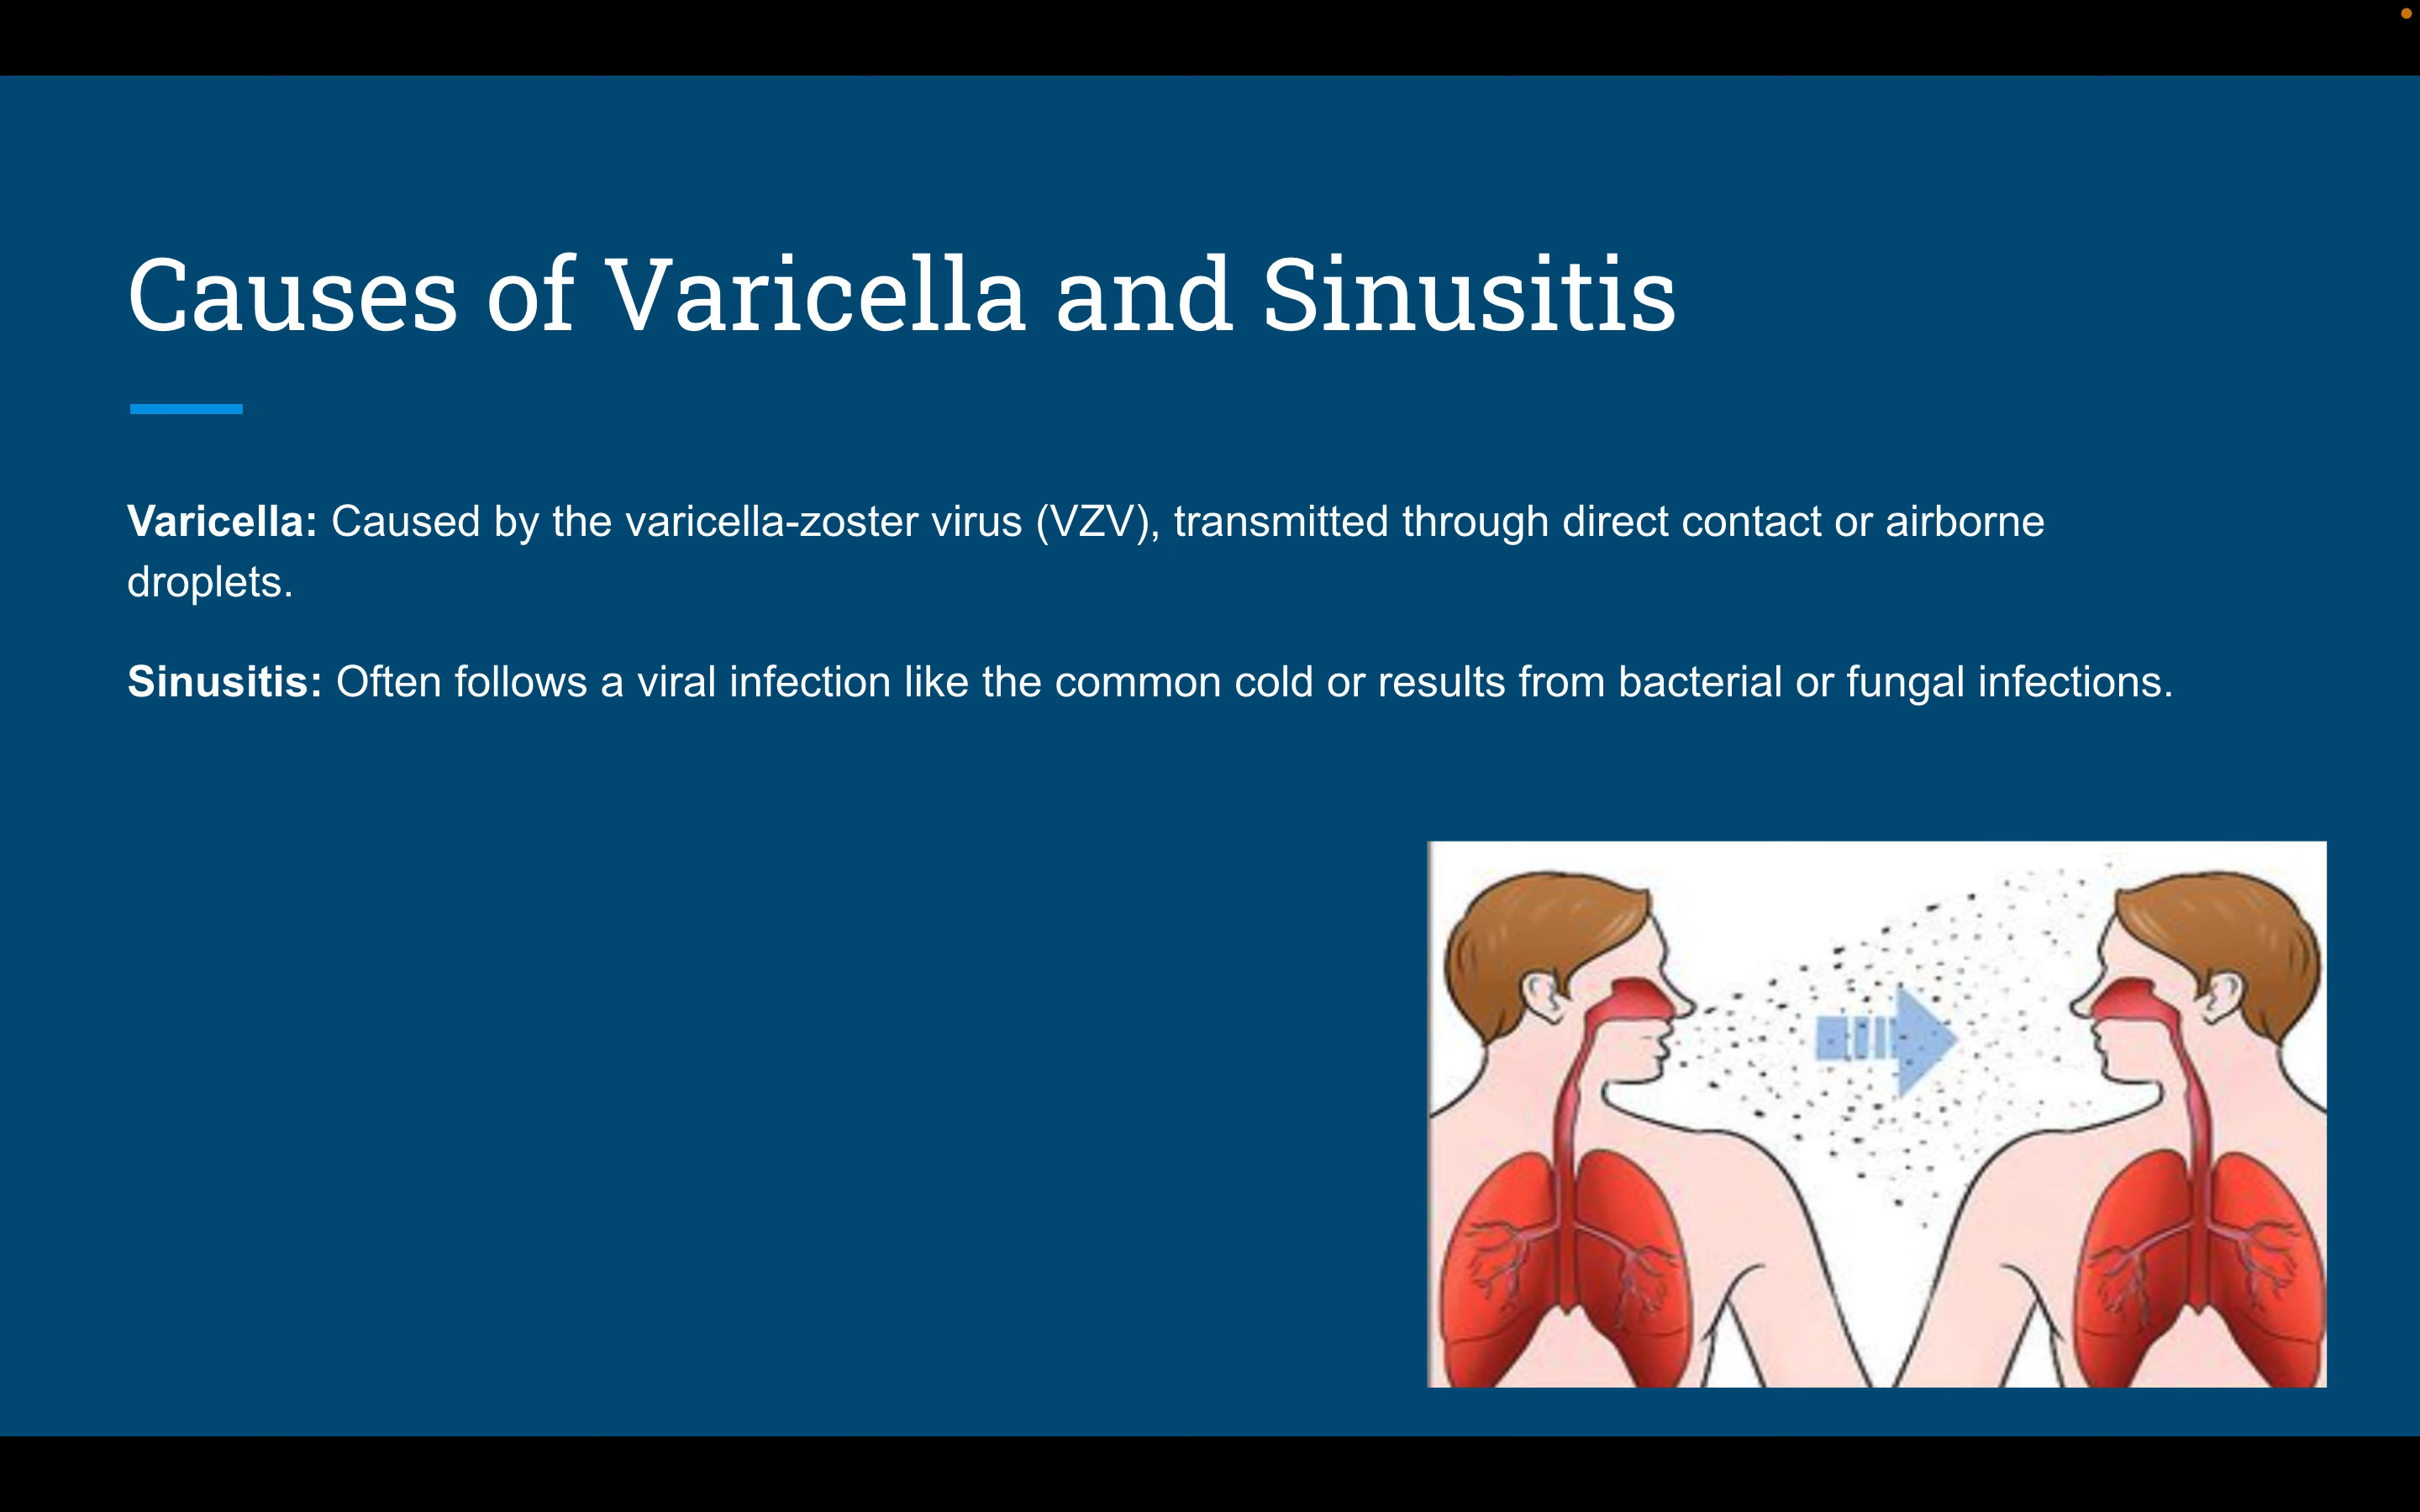 Causes of Varicella and Sinusitis
Varicella: Caused by the varicella-zoster virus (VZV), transmitted through direct contact or airborne
droplets.
Sinusitis: Often follows a viral infection like the common cold or results from bacterial or fungal infections.